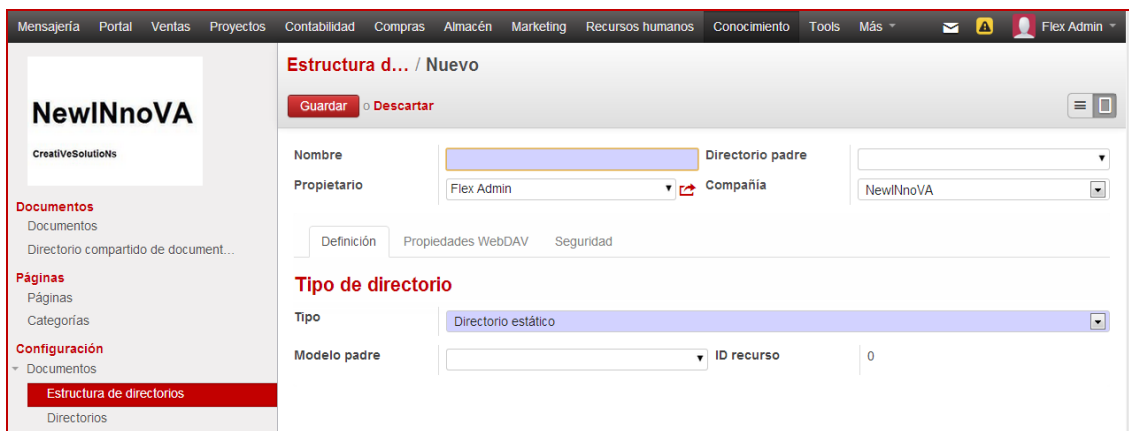 Mensajería Portal Ventas Proyectos Contabilidad Compras Almacén Marketing Recursos humanos Conocimiento Tools Más Flex Admin
NewINnoVA
CreatiVeSolutioNs
Documentos
Documentos
Directorio compartido de document...
Páginas
Páginas
Categorías
Configuración
Documentos
Estructura de directorios
Directorios
Estructura d... / Nuevo
Guardar o Descartar
Nombre Directorio padre
Propietario Flex Admin Compañía NewINnoVA
Definición Propiedades WebDAV Seguridad
Tipo de directorio
Tipo Directorio estático
Modelo padre ID recurso 0